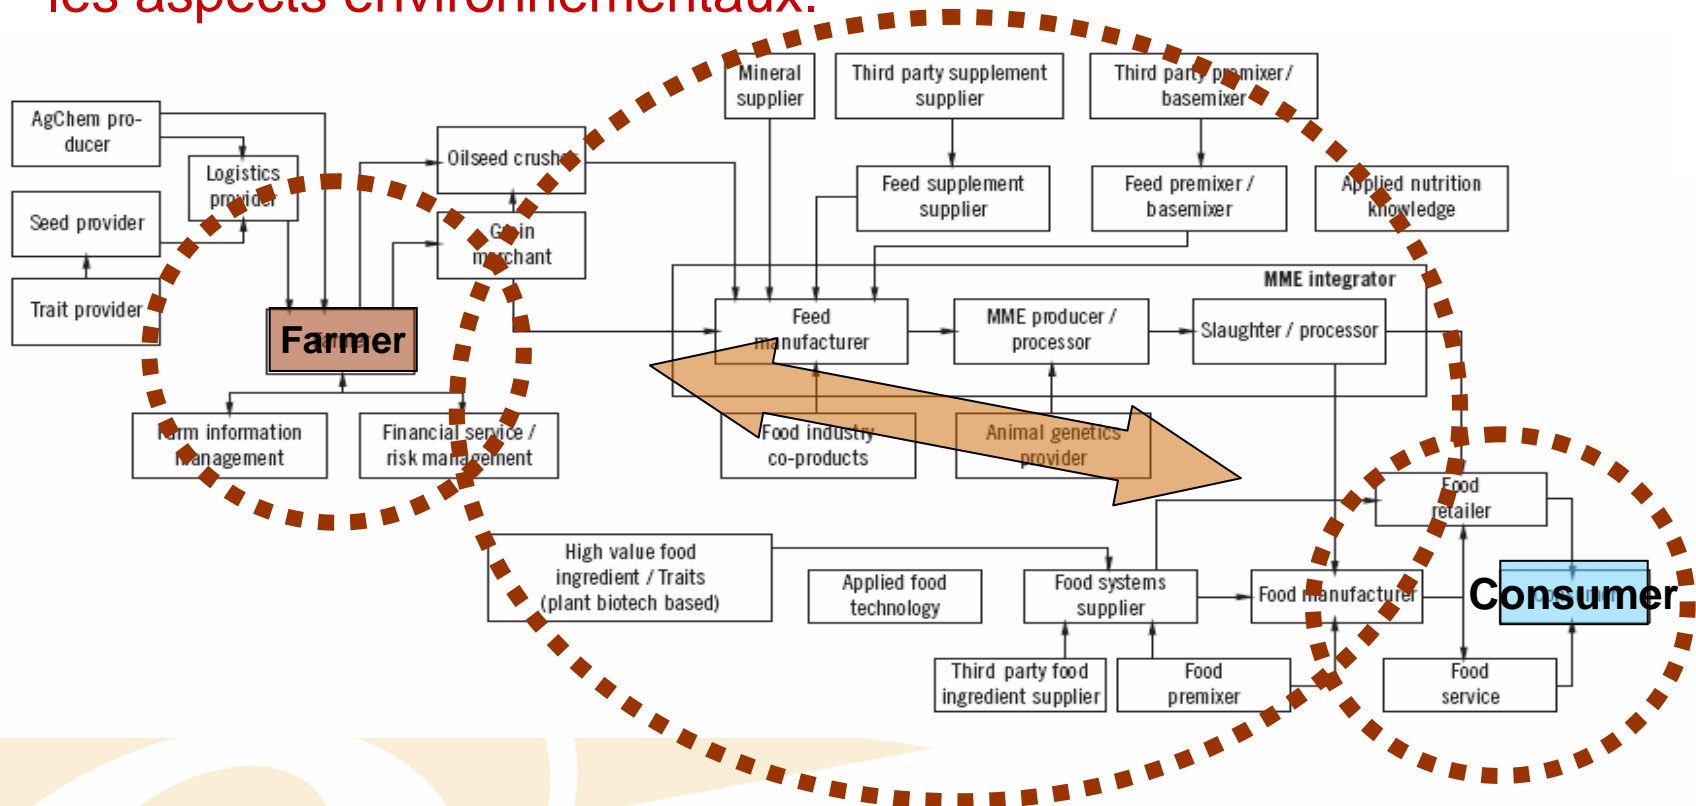 les aspects environnementaux.
Mineral
supplier
Third party supplement
supplier
Third party premixer /
basemixer
AgChem pro-
ducer
Oilseed crusher
Logistics
provider
Feed supplement
supplier
Feed premixer /
basemixer
Applied nutrition
knowledge
Seed provider
Grain
merchant
MME integrator
Trait provider
Farmer
Feed
manufacturer
MME producer /
processor
Slaughter / processor
Farm information
management
Financial service /
risk management
Food industry
co-products
Animal genetics
provider
Food
retailer
High value food
ingredient / Traits
(plant biotech based)
Applied food
technology
Food systems
supplier
Food manufacturer
Consumer
Third party food
ingredient supplier
Food
premixer
Food
service